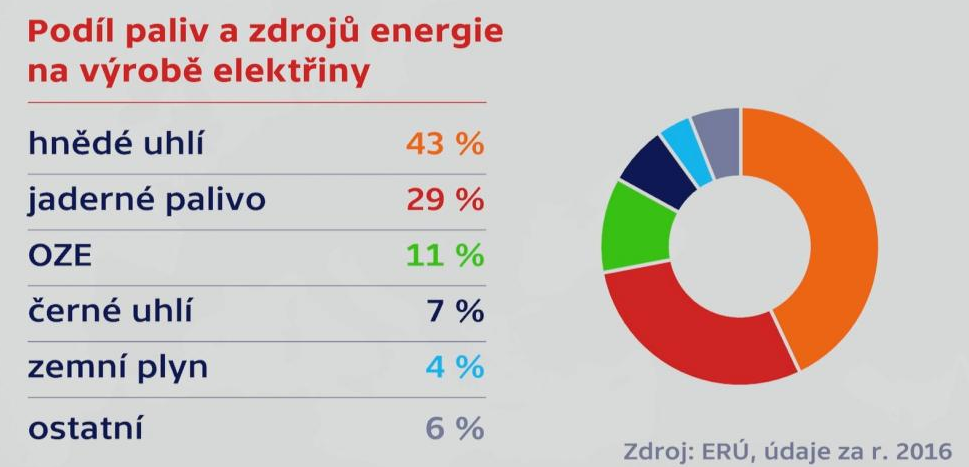 Podíl paliv a zdrojů energie
na výrobě elektřiny
hnědé uhlí 43 %
jaderné palivo 29 %
OZE 11 %
černé uhlí 7 %
zemní plyn 4 %
ostatní 6 %
Zdroj: ERÚ, údaje za r. 2016